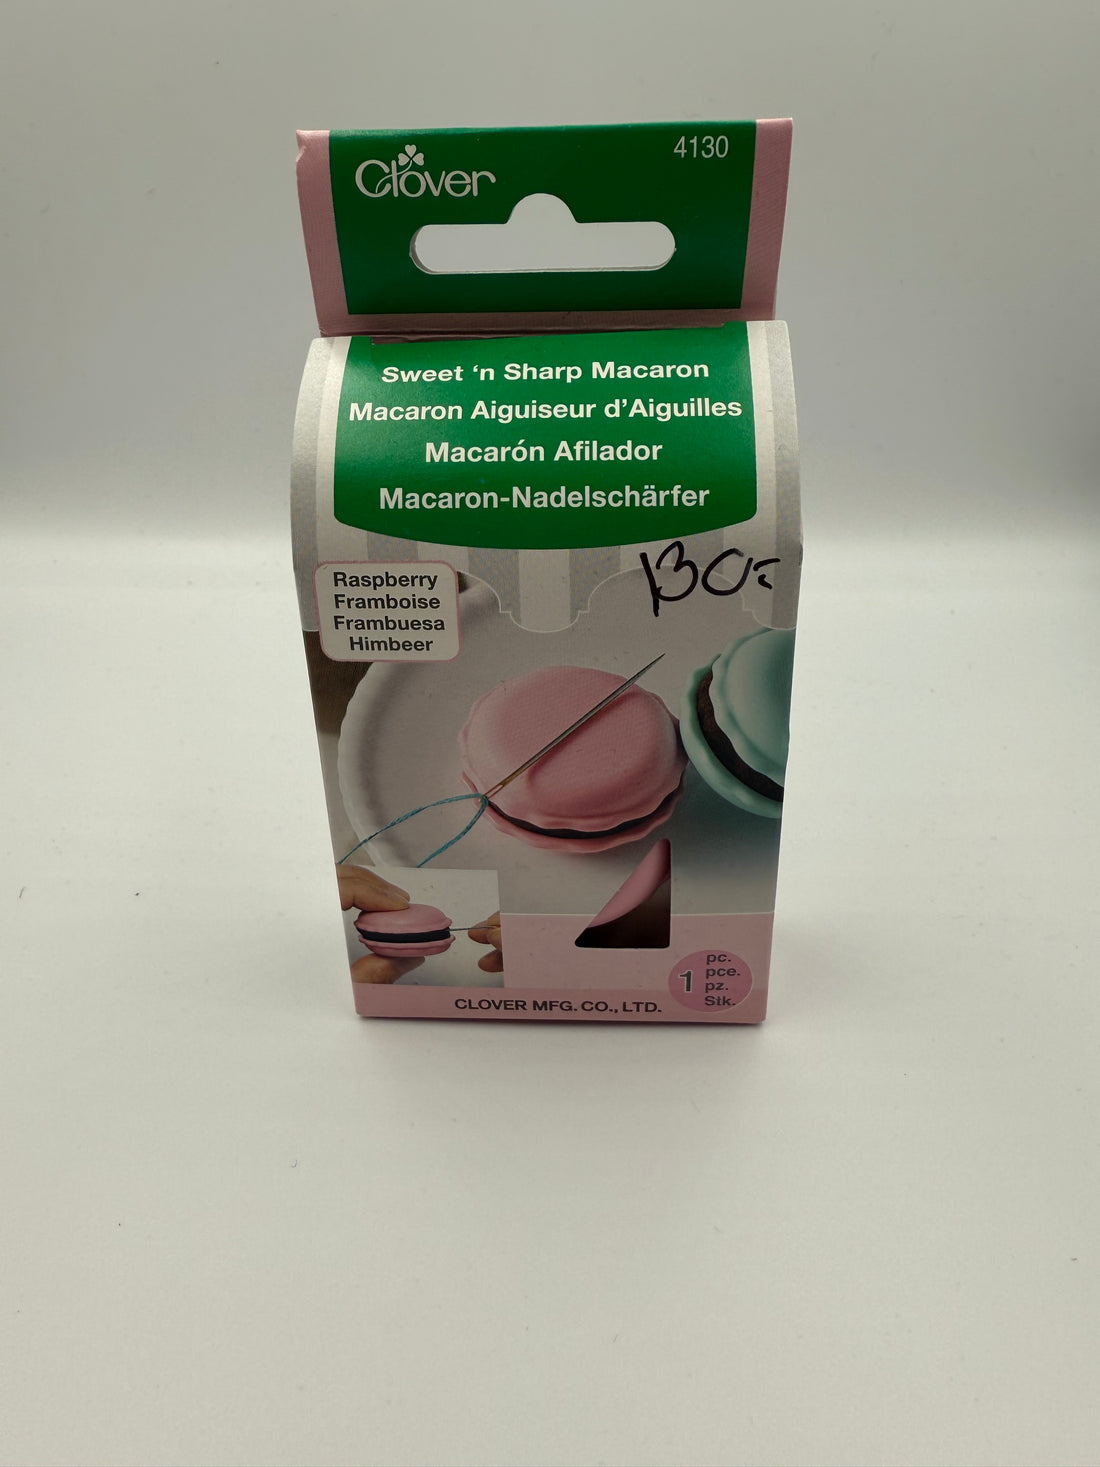 Clover
4130
Sweet ‘n Sharp Macaron
Macaron Aiguiseur d’Aiguilles
Macarón Afilador
Macaron-Nadelschärfer
130:-
Raspberry
Framboise
Frambuesa
Himbeer
1
pc.
pce.
pz.
Stk.
CLOVER MFG. CO., LTD.